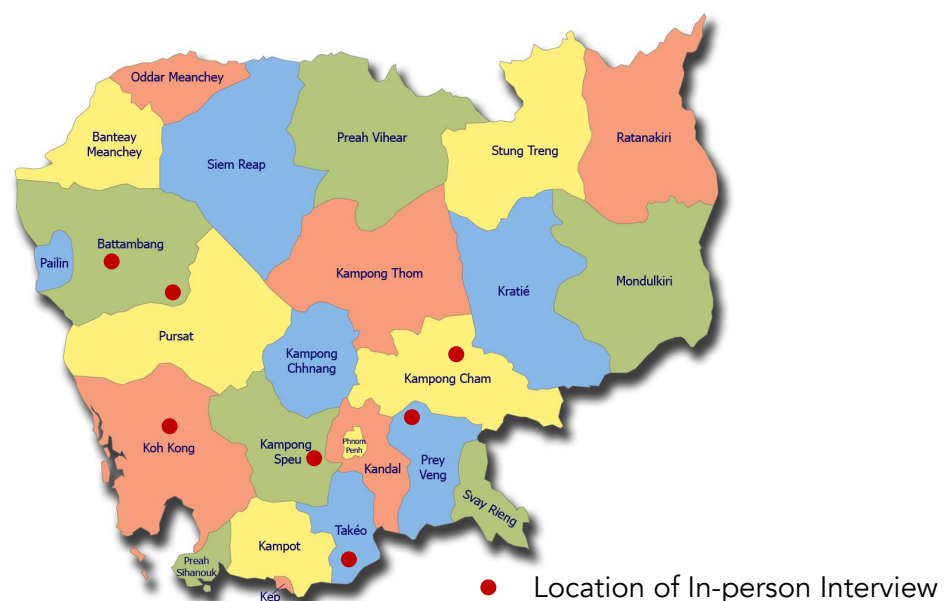 Oddar Meanchey
Banteay
Meanchey
Siem Reap
Preah Vihear
Stung Treng
Ratanakiri
Battambang
Pailin
Kampong Thom
Kratié
Mondulkiri
Pursat
Kampong
Chhnang
Kampong Cham
Koh Kong
Kampong
Speu
Phnom
Penh
Kandal
Prey
Veng
Svay Rieng
Takéo
Kampot
Preah
Sihanouk
Kep
Location of In-person Interview